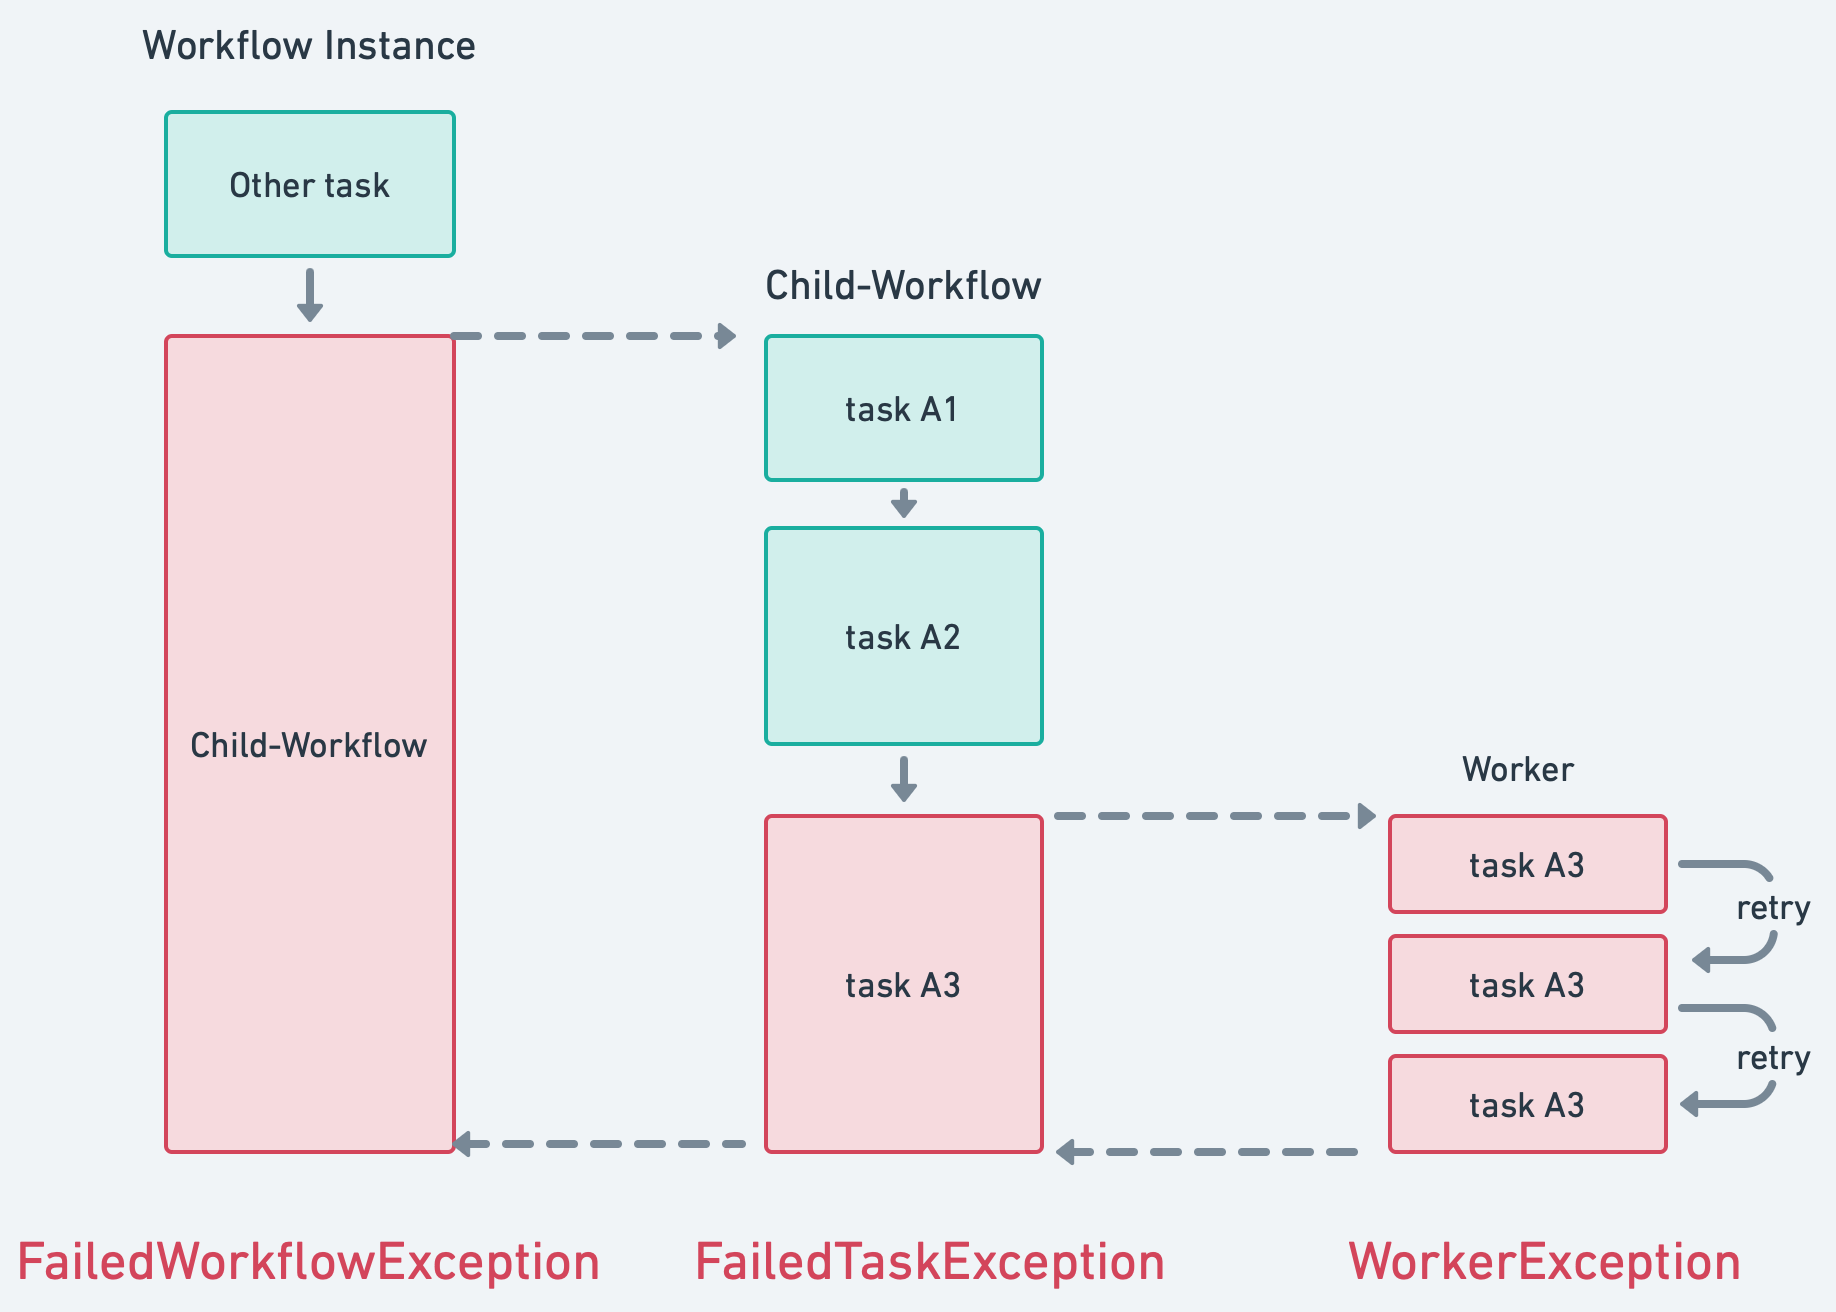 Workflow Instance
Other task
Child-Workflow
Child-Workflow
task A1
task A2
task A3
Worker
task A3
retry
task A3
retry
task A3
FailedWorkflowException
FailedTaskException
WorkerException